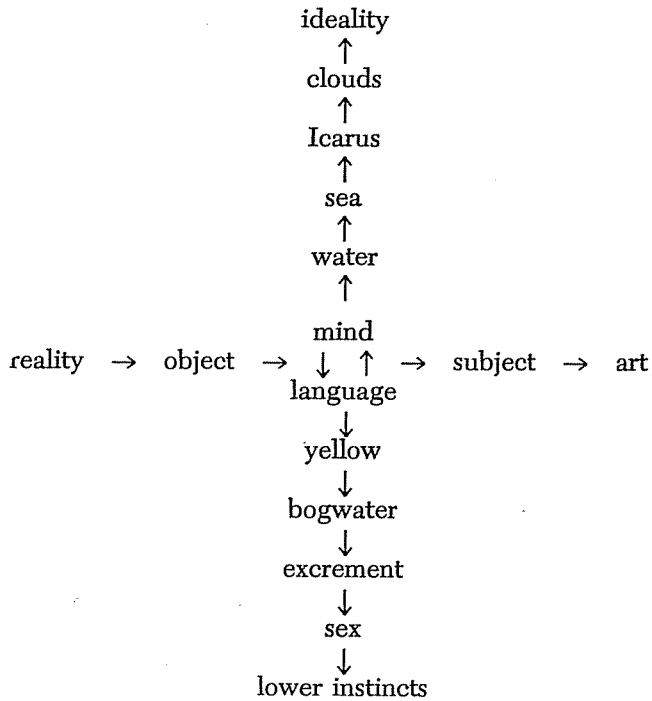 ideality
↑
clouds
↑
Icarus
↑
sea
↑
water
↑
mind
reality → object → ↓ ↑ → subject → art
language
↓
yellow
↓
bogwater
↓
excrement
↓
sex
↓
lower instincts